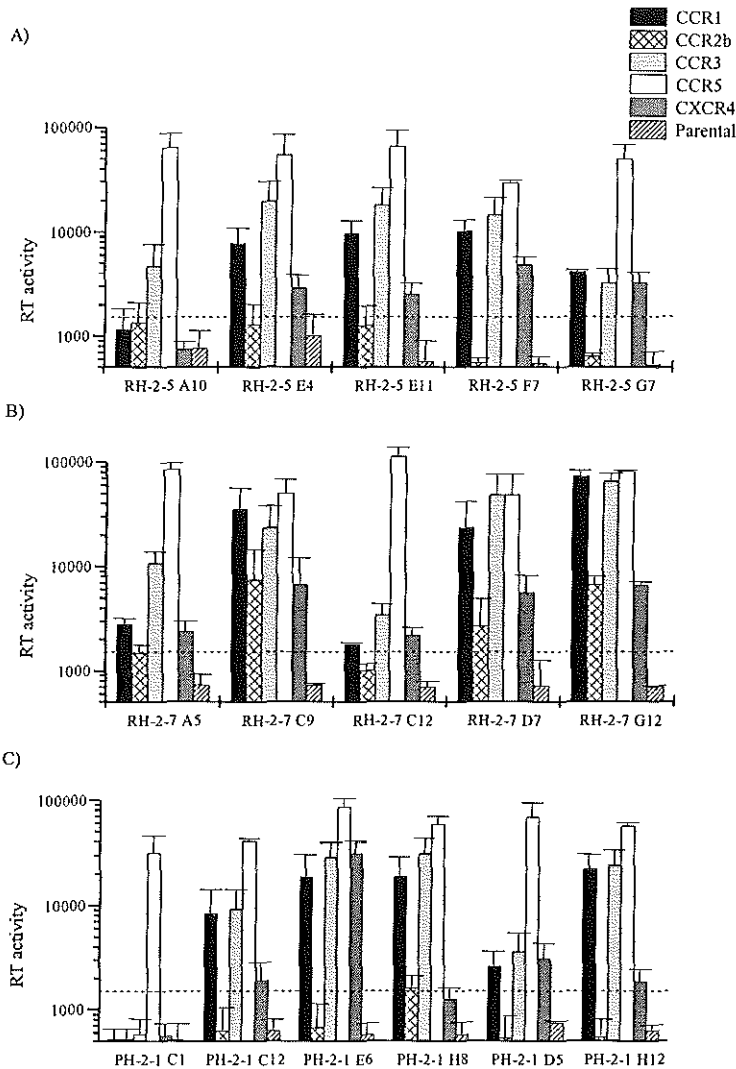 A)
CCR1
CCR2b
CCR3
CCR5
CXCR4
Parental
100000
10000
1000
RT activity
RH-2-5 A10 RH-2-5 E4 RH-2-5 E11 RH-2-5 F7 RH-2-5 G7
B)
100000
10000
1000
RT activity
RH-2-7 A5 RH-2-7 C9 RH-2-7 C12 RH-2-7 D7 RH-2-7 G12
C)
100000
10000
1000
RT activity
PH-2-1 C1 PH-2-1 C12 PH-2-1 E6 PH-2-1 H8 PH-2-1 D5 PH-2-1 H12